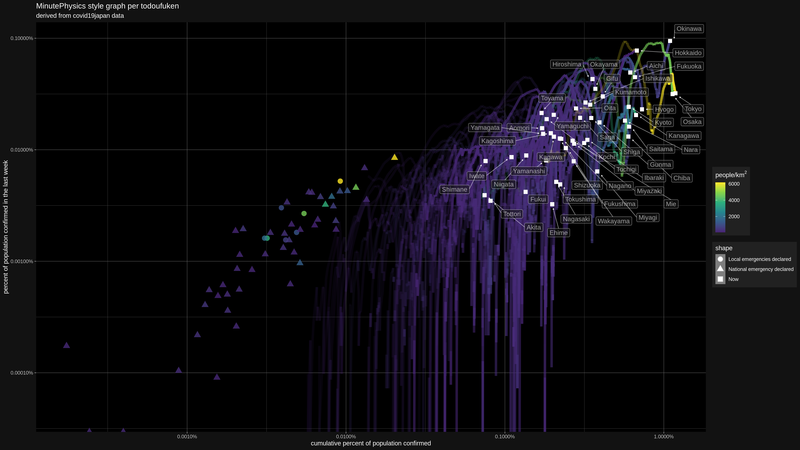 MinutePhysics style graph per todoufuken
derived from covid19japan data
percent of population confirmed in the last week
0.10000%
0.01000%
0.00100%
0.00010%
0.0010%
0.0100%
0.1000%
1.0000%
cumulative percent of population confirmed
Okinawa
Hokkaido
Hiroshima
Okayama
Aichi
Fukuoka
Gifu
Ishikawa
Kumamoto
Toyama
Oita
Hyogo
Tokyo
Kyoto
Osaka
Yamagata
Aomori
Yamaguchi
Kanagawa
Kagoshima
Saga
Saitama
Nara
Shiga
Kagawa
Kochi
Gunma
Iwate
Yamanashi
Tochigi
Ibaraki
Chiba
Shimane
Nagata
Shizuoka
Nagano
Miyazaki
Fukui
Tokushima
Fukushima
Mie
Tottori
Nagasaki
Wakayama
Miyagi
Akita
Ehime
people/km²
6000
4000
2000
shape
Local emergencies declared
National emergency declared
Now